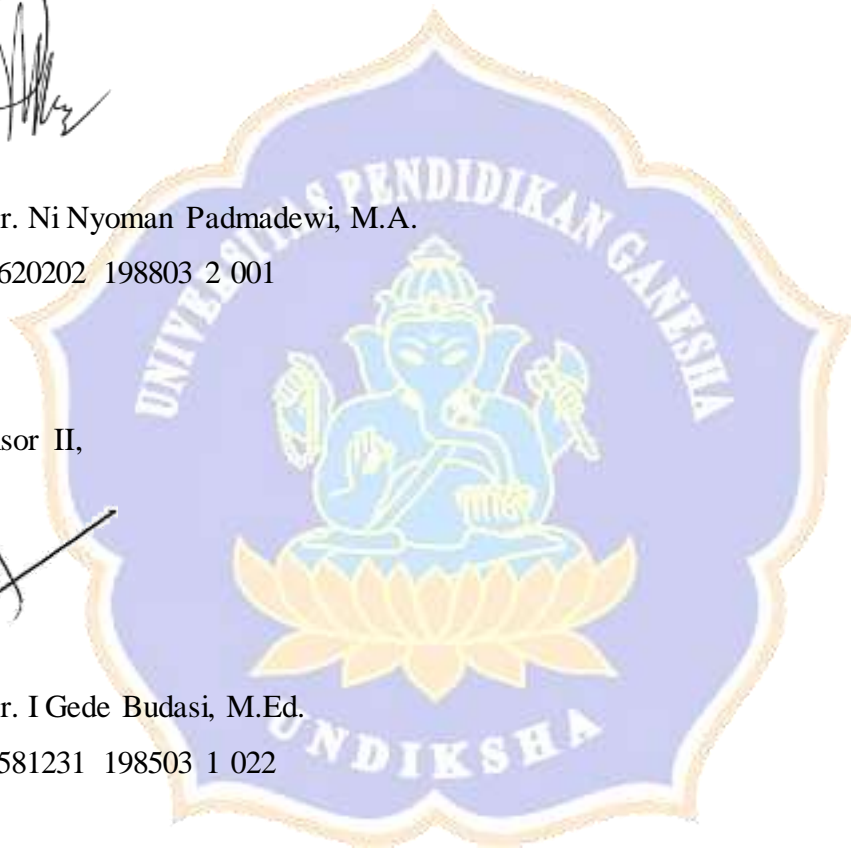 r. Ni Nyoman Padmadewi, M.A.
620202 198803 2 001
UNIVERSITAS PENDIDIKAN GANESHA
sor II,
r. I Gede Budasi, M.Ed.
581231 198503 1 022
UNDIKSHA